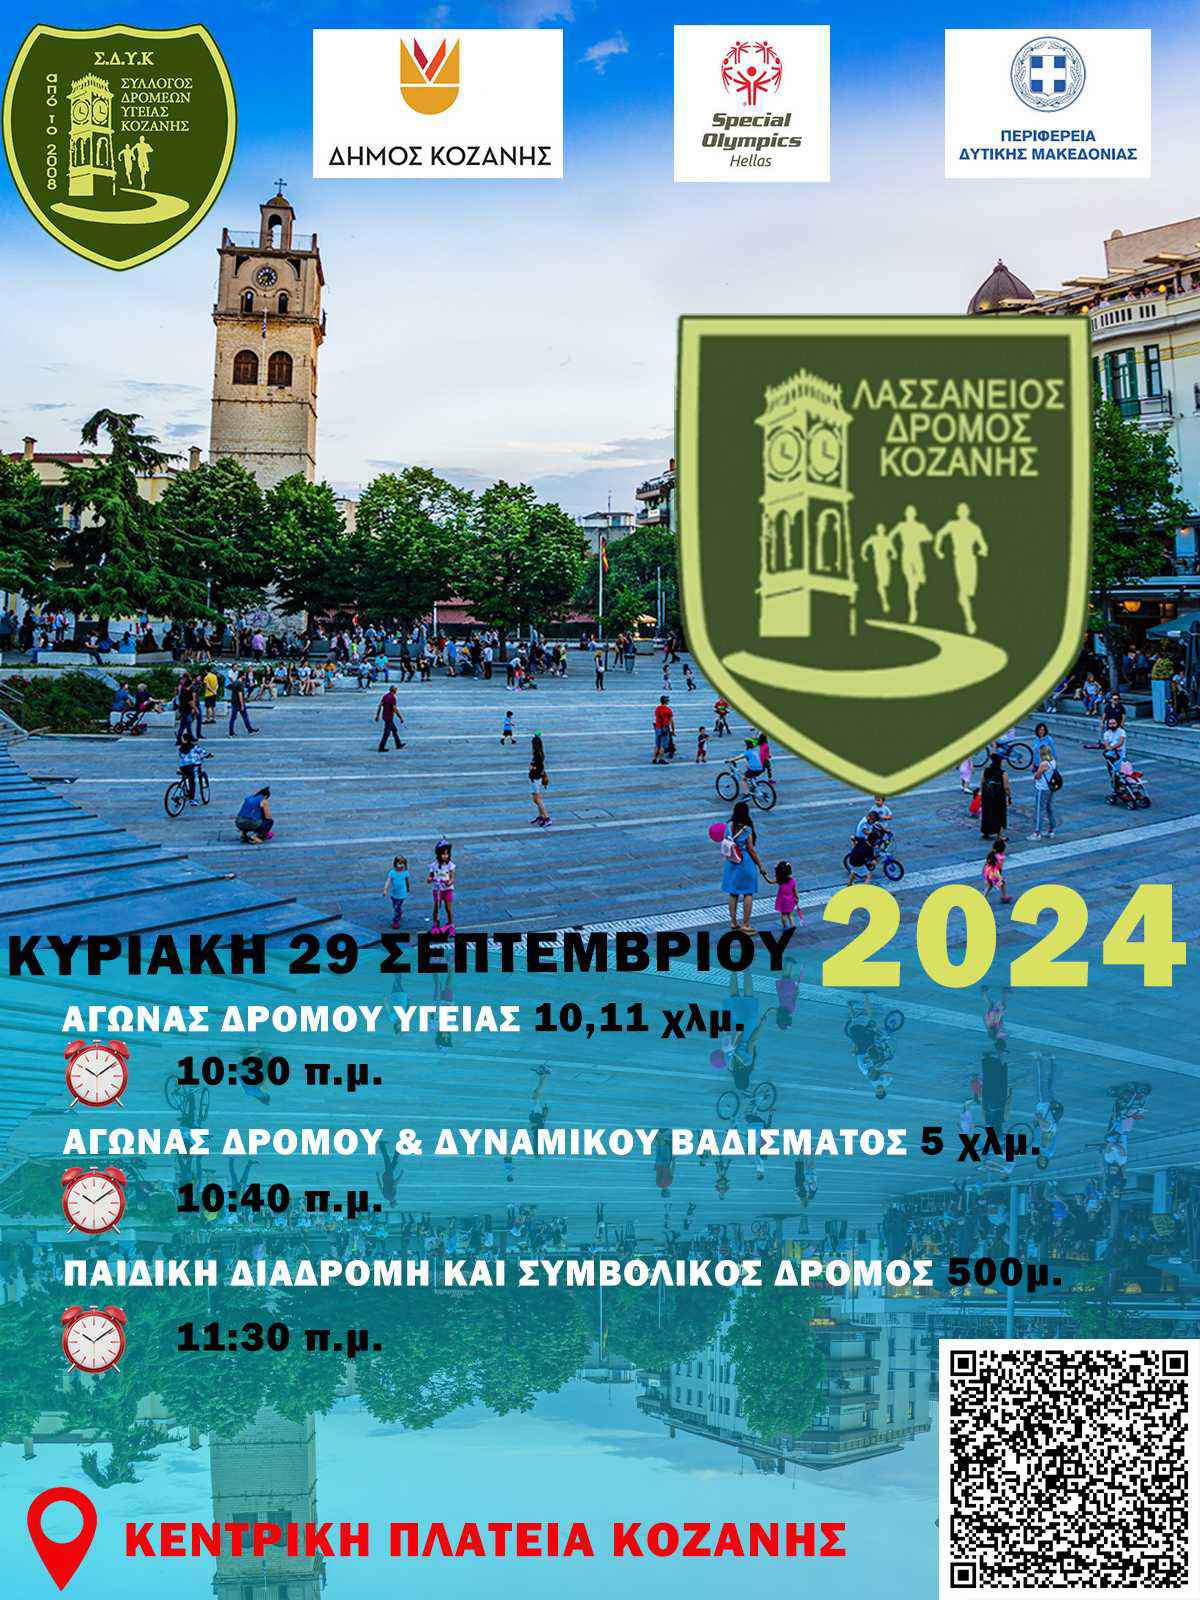 Σ.Δ.Υ.Κ
από το 2008
ΣΥΛΛΟΓΟΣ
ΔΡΟΜΕΩΝ
ΥΓΕΙΑΣ
ΚΟΖΑΝΗΣ
ΔΗΜΟΣ ΚΟΖΑΝΗΣ
Special
Olympics
Hellas
ΠΕΡΙΦΕΡΕΙΑ
ΔΥΤΙΚΗΣ ΜΑΚΕΔΟΝΙΑΣ
ΛΑΣΣΑΝΕΙΟΣ
ΔΡΟΜΟΣ
ΚΟΖΑΝΗΣ
ΚΥΡΙΑΚΗ 29 ΣΕΠΤΕΜΒΡΙΟΥ 2024
ΑΓΩΝΑΣ ΔΡΟΜΟΥ ΥΓΕΙΑΣ 10,11 χλμ.
10:30 π.μ.
ΑΓΩΝΑΣ ΔΡΟΜΟΥ & ΔΥΝΑΜΙΚΟΥ ΒΑΔΙΣΜΑΤΟΣ 5 χλμ.
10:40 π.μ.
ΠΑΙΔΙΚΗ ΔΙΑΔΡΟΜΗ ΚΑΙ ΣΥΜΒΟΛΙΚΟΣ ΔΡΟΜΟΣ 500μ.
11:30 π.μ.
ΚΕΝΤΡΙΚΗ ΠΛΑΤΕΙΑ ΚΟΖΑΝΗΣ